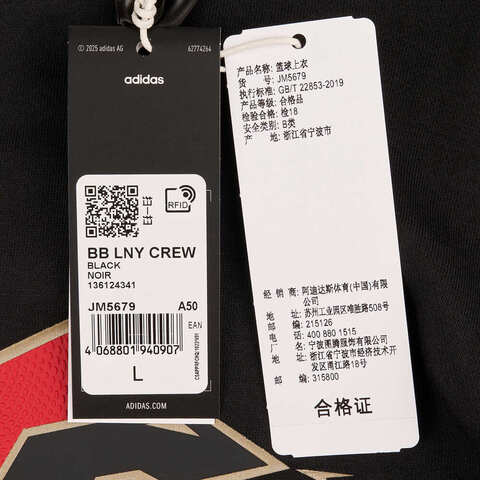 © 2025 adidas AG 62774264
adidas
RFID
BB LNY CREW
BLACK
NOIR
136124341
JM5679 A50
EAN
4 068801 940907
L
ADIDAS.COM
产品名称: 篮球上衣
货 号: JM5679
执行标准: GB/T 22853-2019
产品等级: 合格品
检验合格: 检18
安全类别: B类
产 地: 浙江省宁波市
经 销 商: 阿迪达斯体育(中国)有限
公司
地 址: 苏州工业园区唯胜路508号
邮 编: 215126
电 话: 400 880 1515
厂 名: 宁波图腾服饰有限公司
地 址: 浙江省宁波市经济技术开
发区雨山路18号
邮 编: 315800
合格证